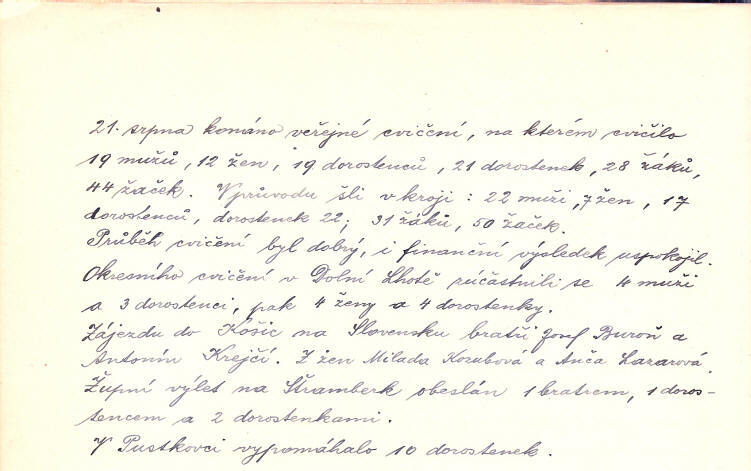 21. srpna konáno veřejné cvičení, na kterém cvičilo
19 mužů, 12 žen, 19 dorostenců, 21 dorostenek, 28 žáků,
44 žaček. V průvodu šli v kroji: 22 muži, 7 žen, 17
dorostenců, dorostenek 22; 31 žáků, 50 žaček.
Průběh cvičení byl dobrý, i finanční výsledek uspokojil.
Okresního cvičení v Dolní Lhotě zúčastnili se 4 muži
a 3 dorostenci, pak 4 ženy a 4 dorostenky.
Zájezdu do Košic na Slovensku bratři Josef Buroň a
Antonín Krejčí. Z žen Milada Kozubová a Anča Lazarová.
Župní výlet na Štramberk obeslán 1 bratrem, 1 doros-
tencem a 2 dorostenkami.
V Pustkovci vypomáhalo 10 dorostenek.